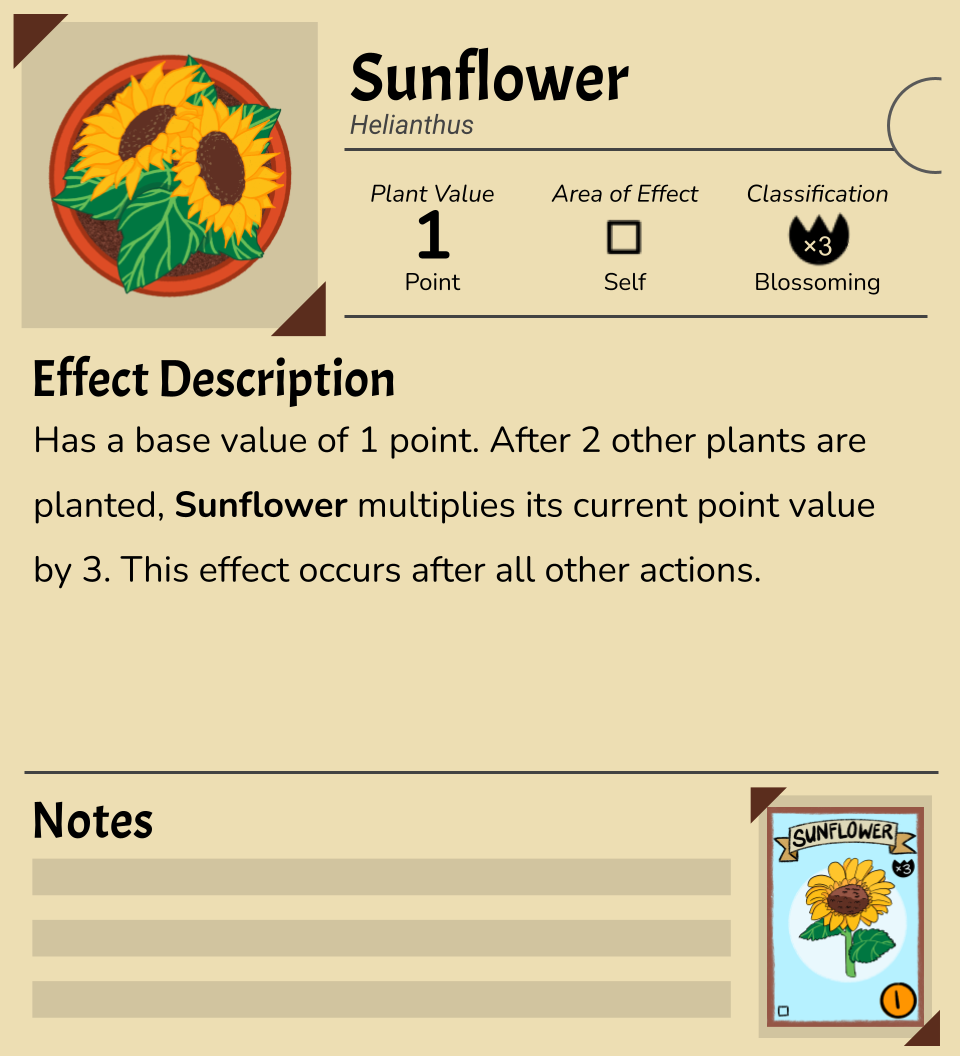 Sunflower
Helianthus
Plant Value
Area of Effect
Classification
1
×3
Point
Self
Blossoming
Effect Description
Has a base value of 1 point. After 2 other plants are
planted, Sunflower multiplies its current point value
by 3. This effect occurs after all other actions.
Notes
SUNFLOWER
×3
1